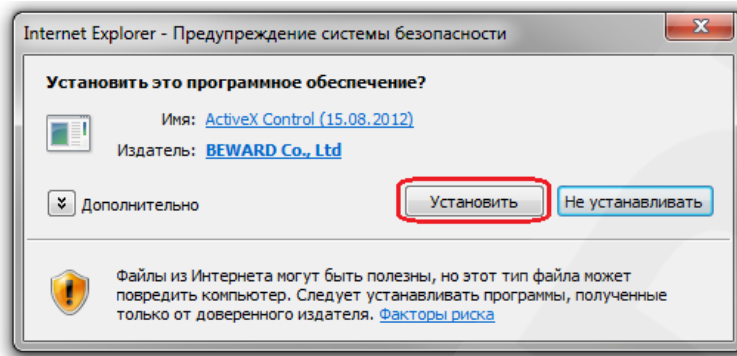 Internet Explorer - Предупреждение системы безопасности
Установить это программное обеспечение?
Имя: ActiveX Control (15.08.2012)
Издатель: BEWARD Co., Ltd
Дополнительно Установить Не устанавливать
Файлы из Интернета могут быть полезны, но этот тип файла может
повредить компьютер. Следует устанавливать программы, полученные
только от доверенного издателя. Факторы риска